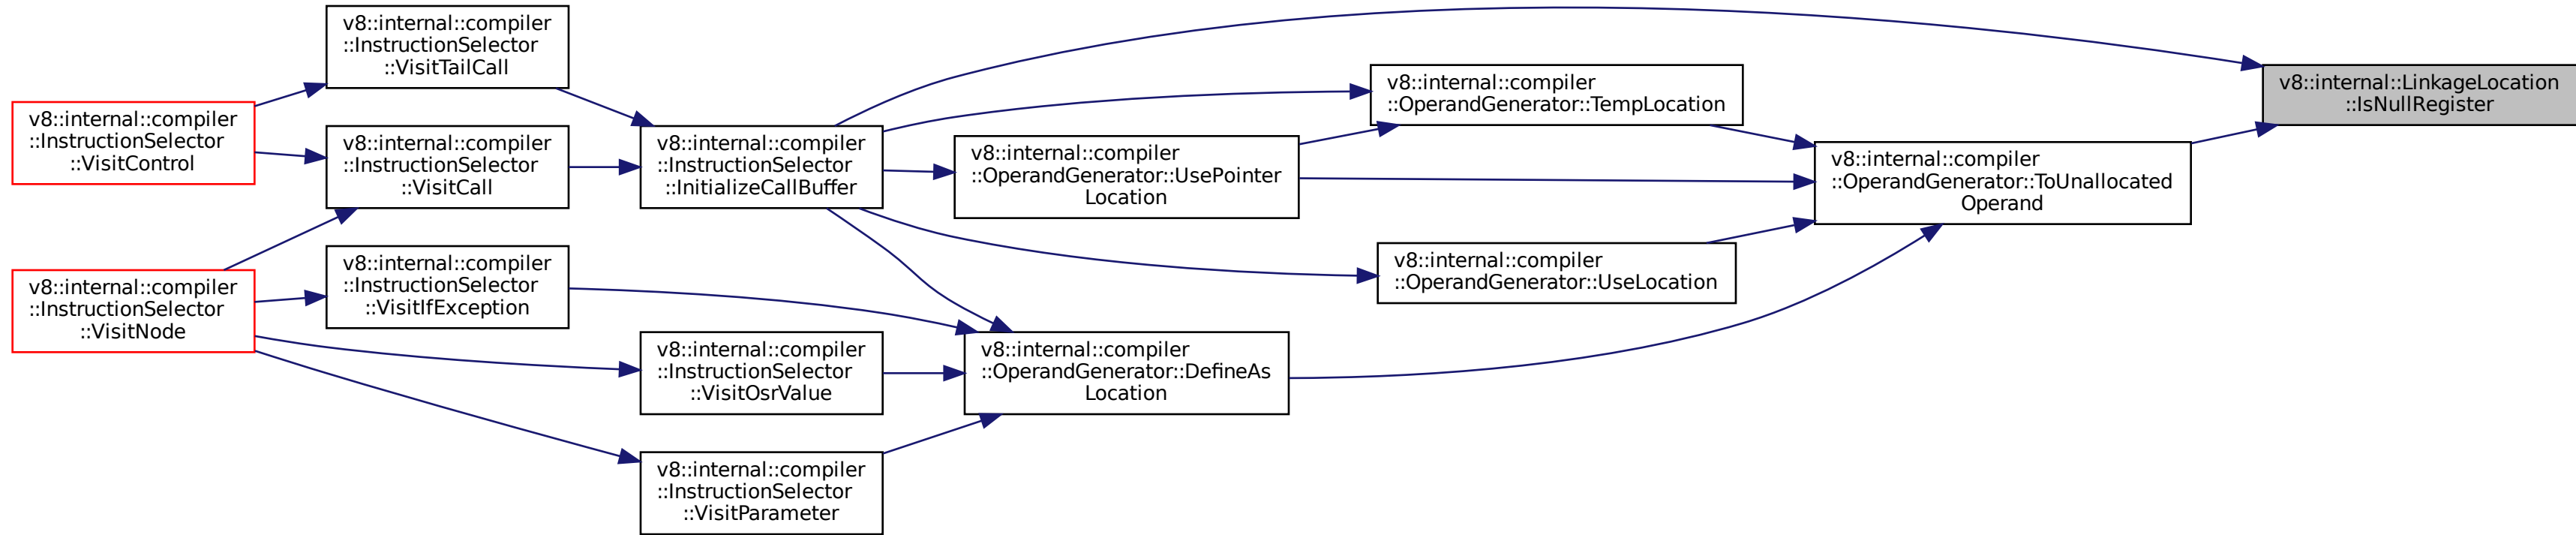 v8::internal::compiler
::InstructionSelector
::VisitTailCall
v8::internal::compiler
::InstructionSelector
::VisitControl
v8::internal::compiler
::InstructionSelector
::VisitCall
v8::internal::compiler
::InstructionSelector
::VisitNode
v8::internal::compiler
::InstructionSelector
::VisitIfException
v8::internal::compiler
::InstructionSelector
::InitializeCallBuffer
v8::internal::compiler
::InstructionSelector
::VisitOsrValue
v8::internal::compiler
::InstructionSelector
::VisitParameter
v8::internal::compiler
::OperandGenerator::UsePointer
Location
v8::internal::compiler
::OperandGenerator::DefineAs
Location
v8::internal::compiler
::OperandGenerator::TempLocation
v8::internal::compiler
::OperandGenerator::UseLocation
v8::internal::compiler
::OperandGenerator::ToUnallocated
Operand
v8::internal::LinkageLocation
::IsNullRegister